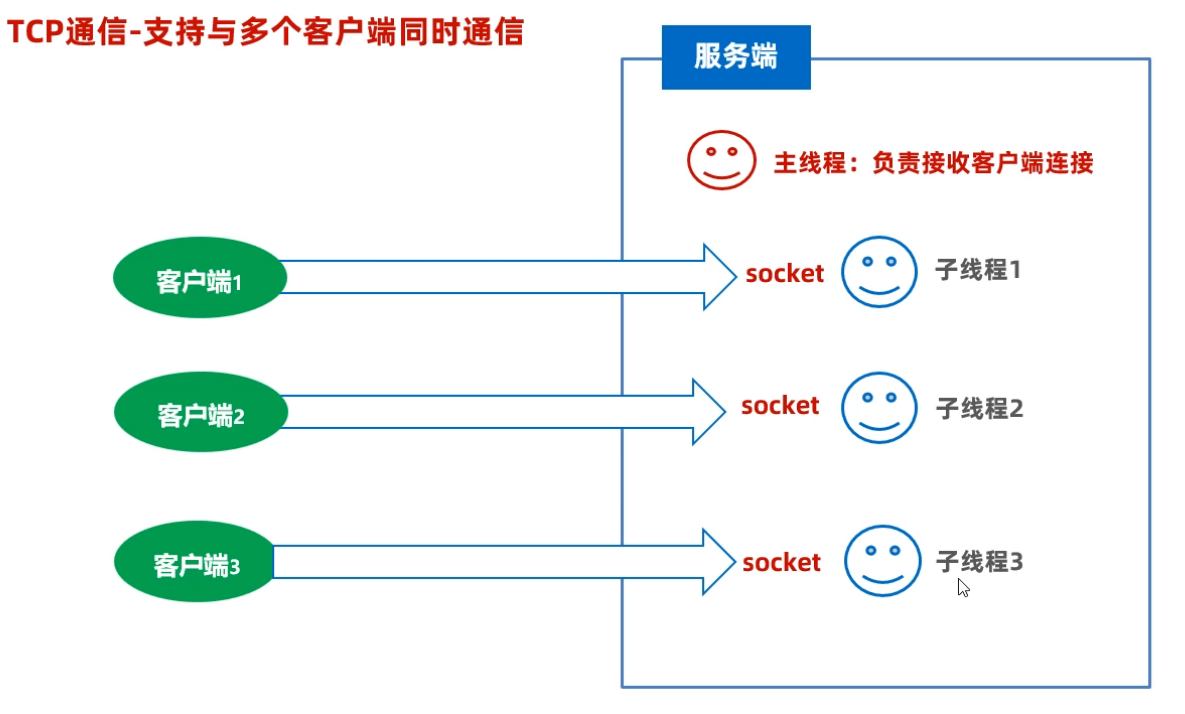 TCP通信-支持与多个客户端同时通信
服务端
主线程：负责接收客户端连接
客户端1
socket
子线程1
客户端2
socket
子线程2
客户端3
socket
子线程3